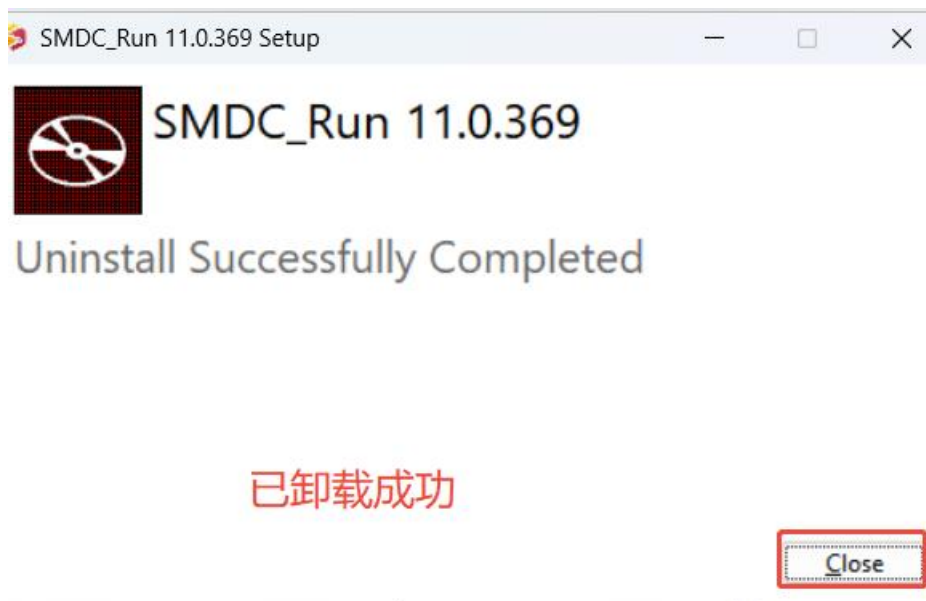 SMDC_Run 11.0.369 Setup
SMDC_Run 11.0.369
Uninstall Successfully Completed
已卸载成功
Close